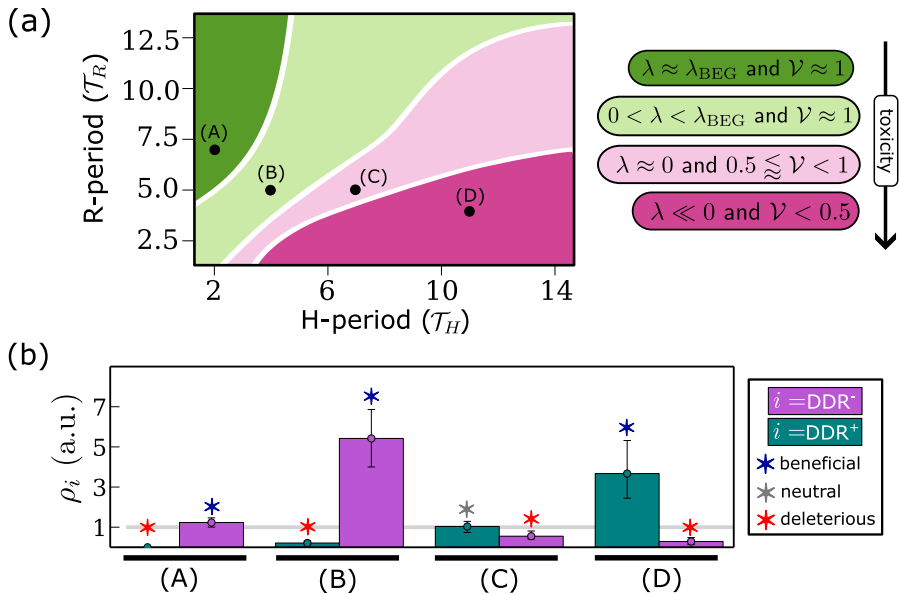 (a)
R-period (𝒯_R)
12.5
10.0
7.5
5.0
2.5
(A)
(B)
(C)
(D)
2
6
10
14
H-period (𝒯_H)
λ ≈ λ_BEG and 𝒱 ≈ 1
0 < λ < λ_BEG and 𝒱 ≈ 1
λ ≈ 0 and 0.5 ⪅ 𝒱 < 1
λ ≪ 0 and 𝒱 < 0.5
toxicity
(b)
ρ_i (a.u.)
7
5
3
1
(A)
(B)
(C)
(D)
i =DDR⁻
i =DDR⁺
beneficial
neutral
deleterious